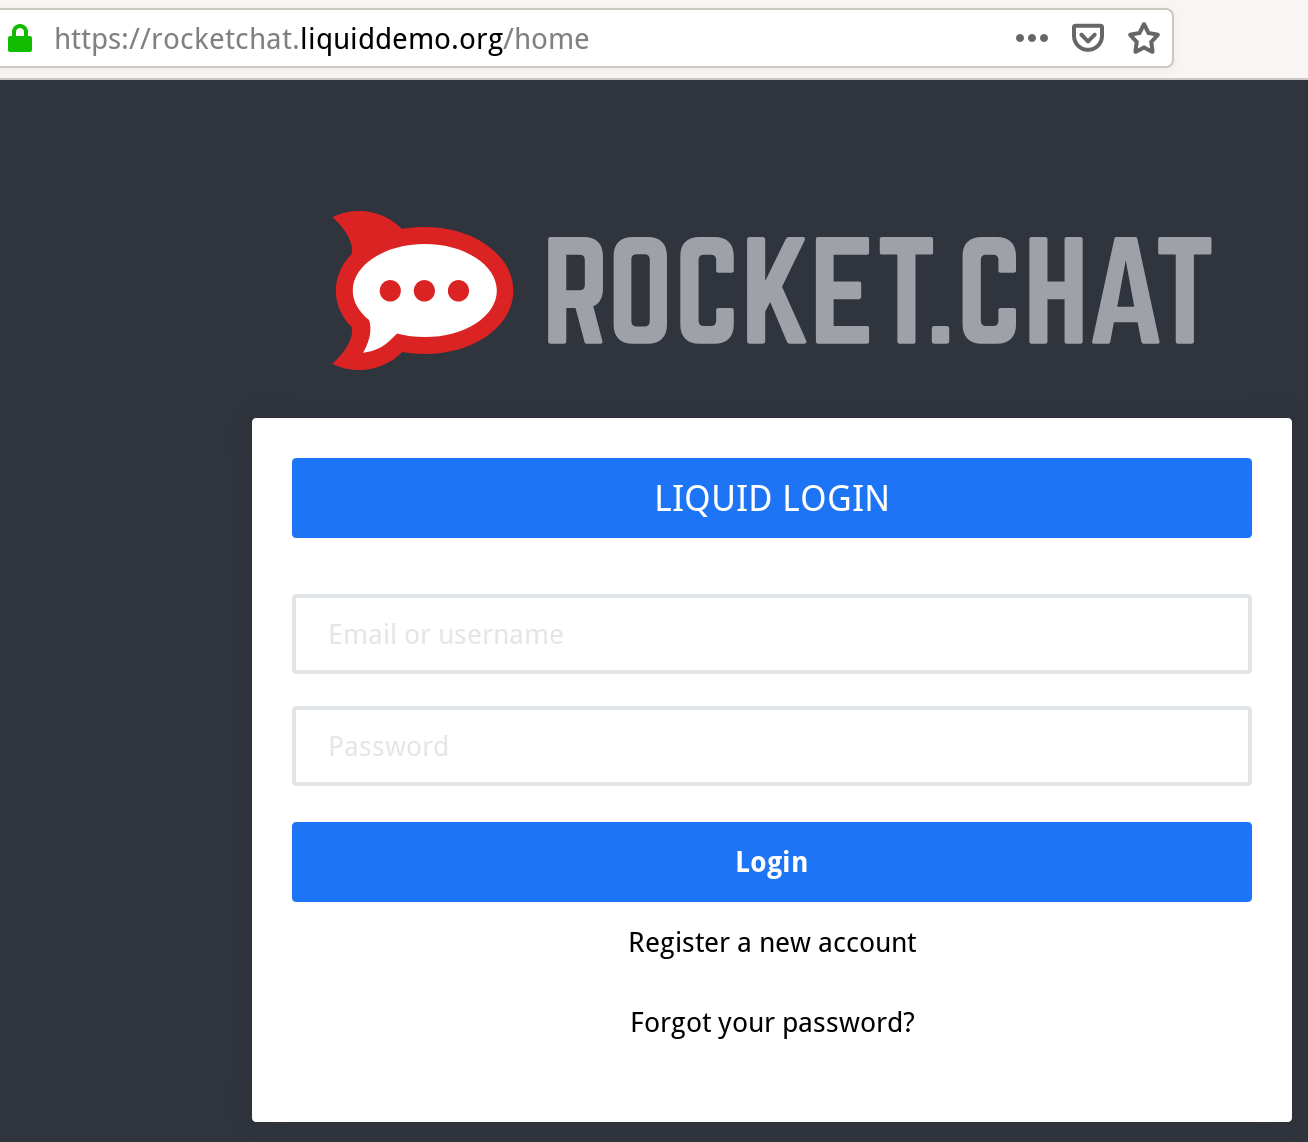 https://rocketchat.liquiddemo.org/home
ROCKET.CHAT
LIQUID LOGIN
Email or username
Password
Login
Register a new account
Forgot your password?